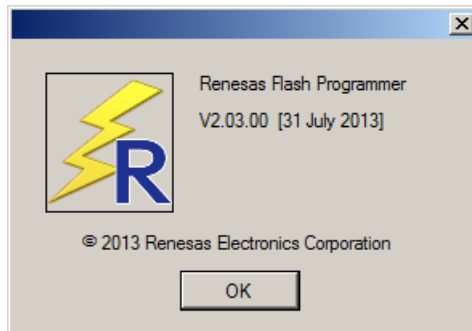 Renesas Flash Programmer
V2.03.00 [31 July 2013]
R
© 2013 Renesas Electronics Corporation
OK